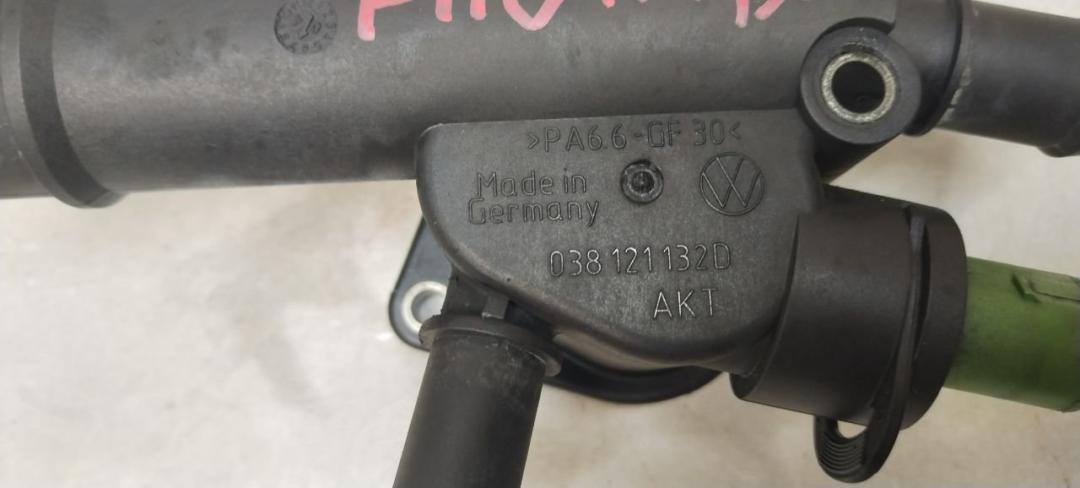 >PA6.6-GF 30<
Made in
Germany
038 121 132D
AKT